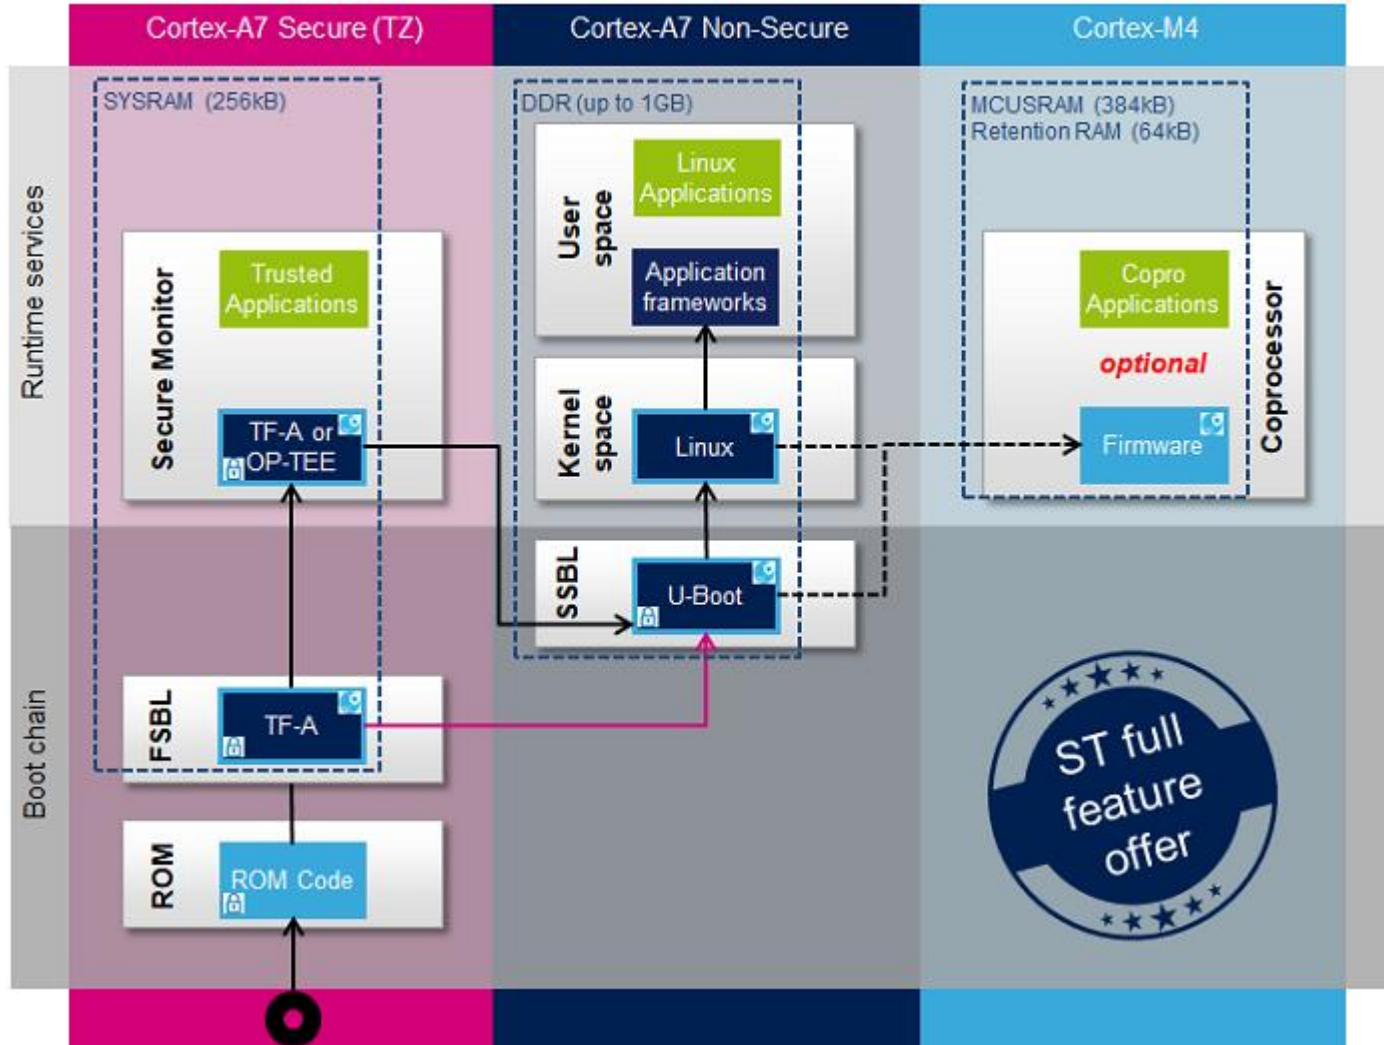 Cortex-A7 Secure (TZ)
Cortex-A7 Non-Secure
Cortex-M4
Runtime services
SYSRAM (256kB)
Secure Monitor
Trusted
Applications
TF-A or
OP-TEE
DDR (up to 1GB)
User
space
Linux
Applications
Application
frameworks
Kernel
space
Linux
MCUSRAM (384kB)
Retention RAM (64kB)
Copro
Applications
optional
Firmware
Coprocessor
Boot chain
SSBL
U-Boot
FSBL
TF-A
ROM
ROM Code
ST full
feature
offer